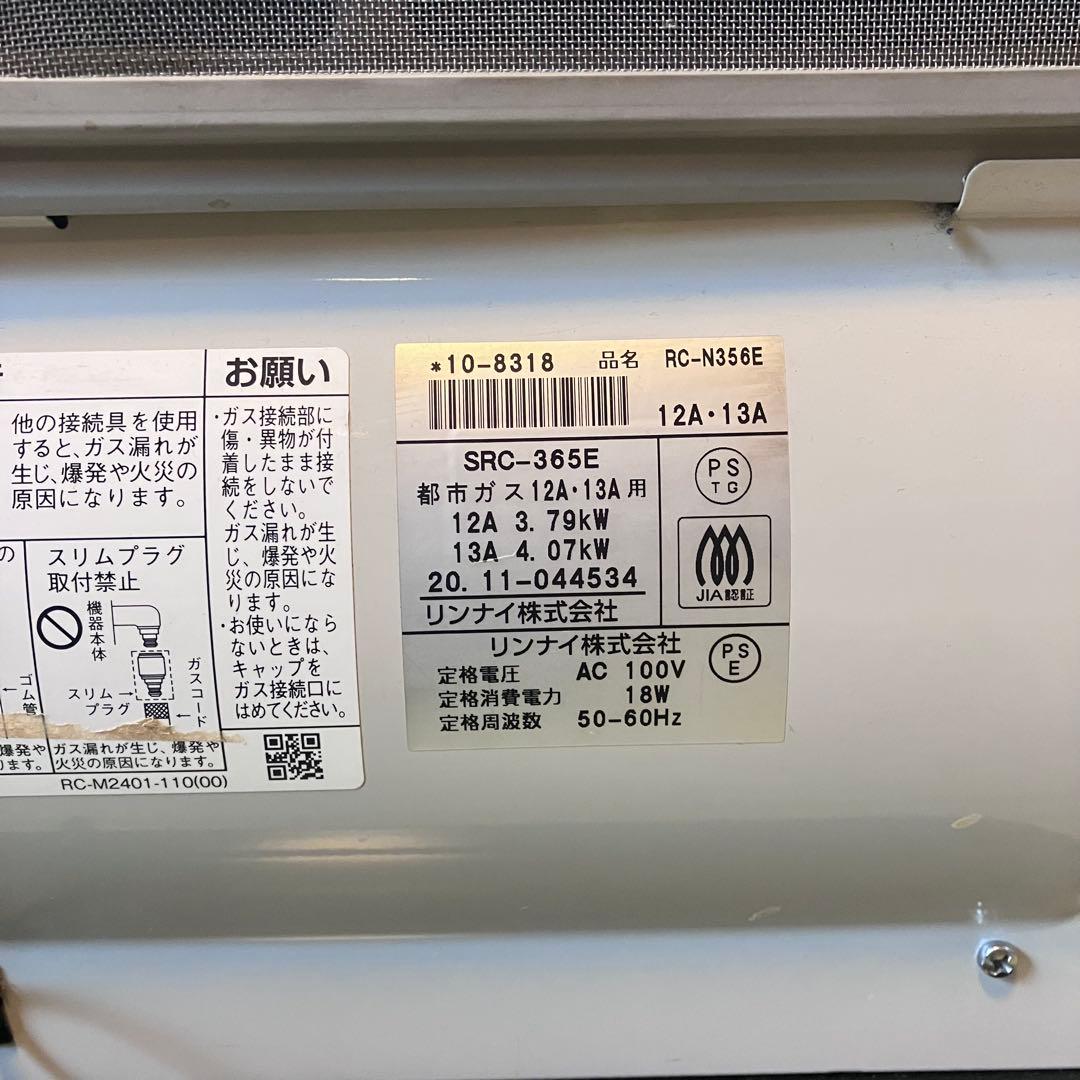 お願い
他の接続具を使用
すると、ガス漏れが
生じ、爆発や火災の
原因になります。
スリムプラグ
取付禁止
機器本体
スリム
プラグ
ガスコード
ゴム管
爆発や
ります。
ガス漏れが生じ、爆発や
火災の原因になります。
・ガス接続部に
傷・異物が付
着したまま接
続をしないで
ください。
ガス漏れが生
じ、爆発や火
災の原因にな
ります。
・お使いになら
ないときは、
キャップを
ガス接続口に
はめてください。
RC-M2401-110(00)
*10-8318 品名 RC-N356E
12A・13A
SRC-365E
都市ガス12A・13A用
12A 3.79kW
13A 4.07kW
20.11-044534
リンナイ株式会社
PS
TG
JIA認証
リンナイ株式会社
定格電圧 AC 100V
定格消費電力 18W
定格周波数 50-60Hz
PS
E